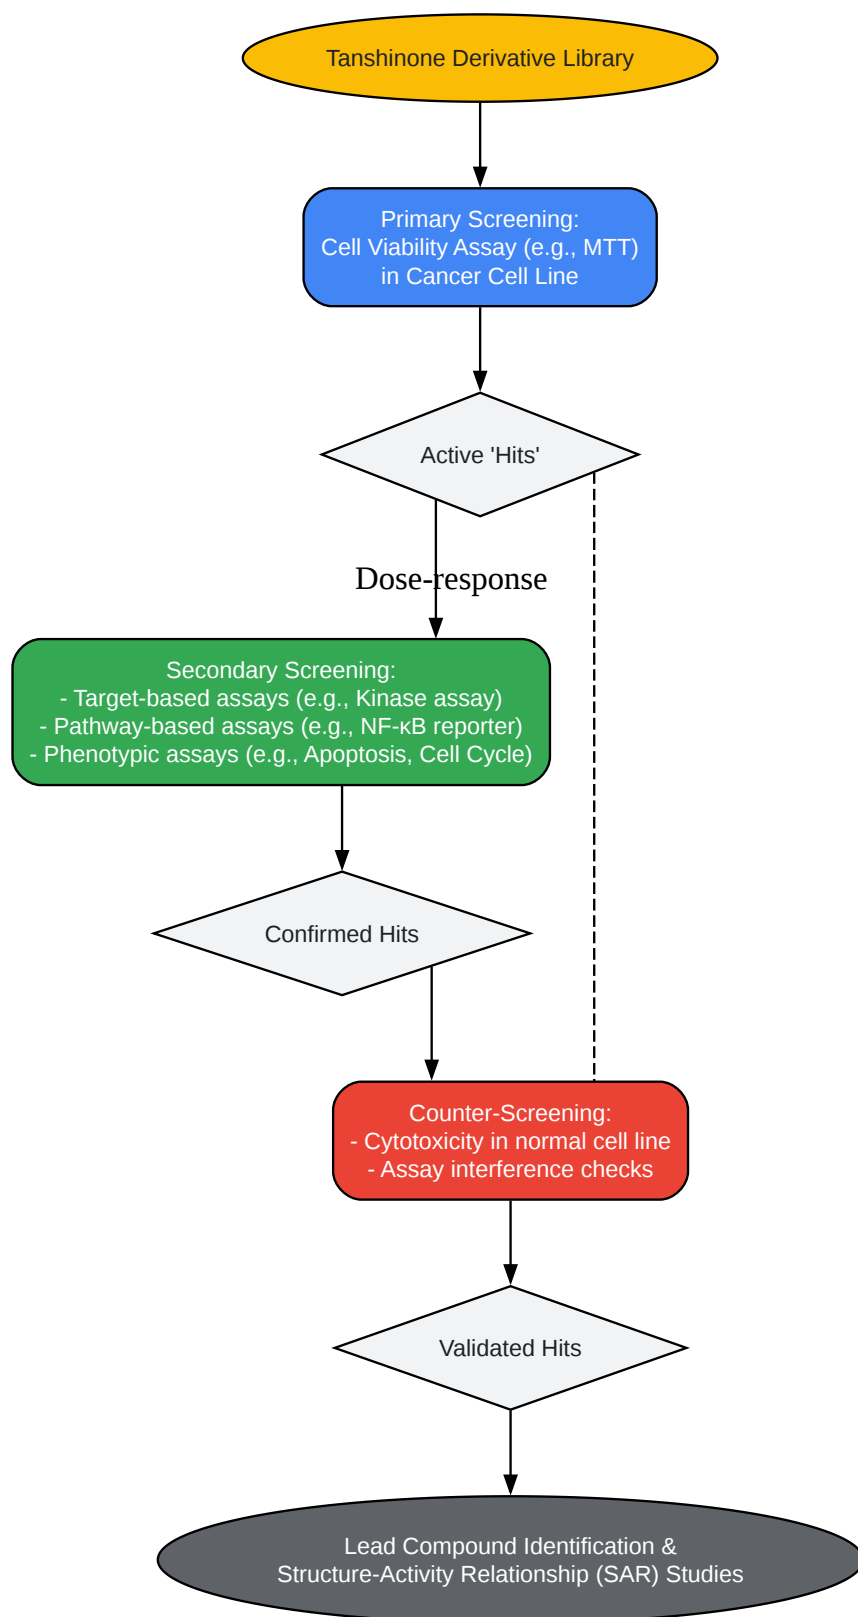 Tanshinone Derivative Library
Primary Screening:
Cell Viability Assay (e.g., MTT)
in Cancer Cell Line
Active 'Hits'
Dose-response
Secondary Screening:
- Target-based assays (e.g., Kinase assay)
- Pathway-based assays (e.g., NF-κB reporter)
- Phenotypic assays (e.g., Apoptosis, Cell Cycle)
Confirmed Hits
Counter-Screening:
- Cytotoxicity in normal cell line
- Assay interference checks
Validated Hits
Lead Compound Identification &
Structure-Activity Relationship (SAR) Studies